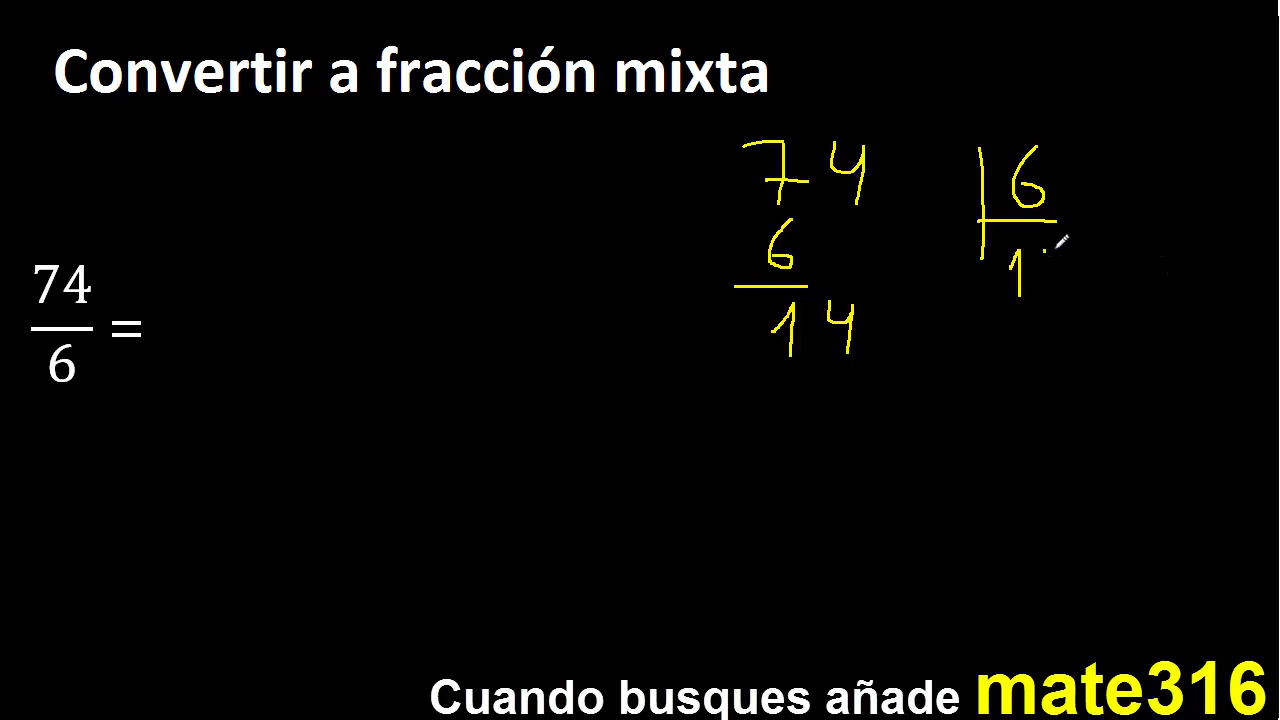 Convertir a fracción mixta
74 6
6 1
14
74
6 =
Cuando busques añade mate316